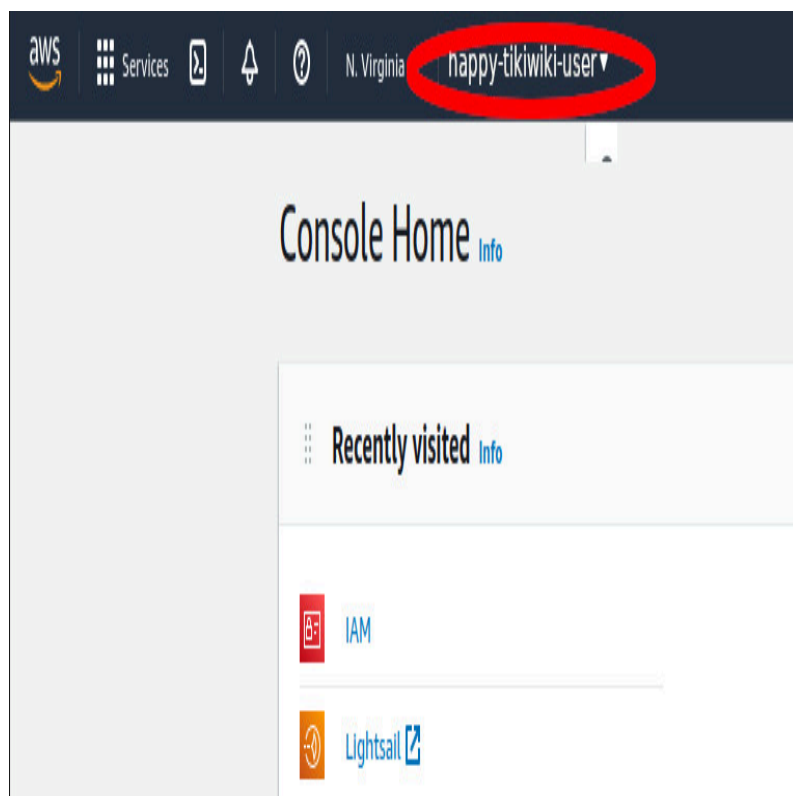 aws Services N. Virginia happy-tikiwiki-user
Console Home Info
Recently visited Info
IAM
Lightsail